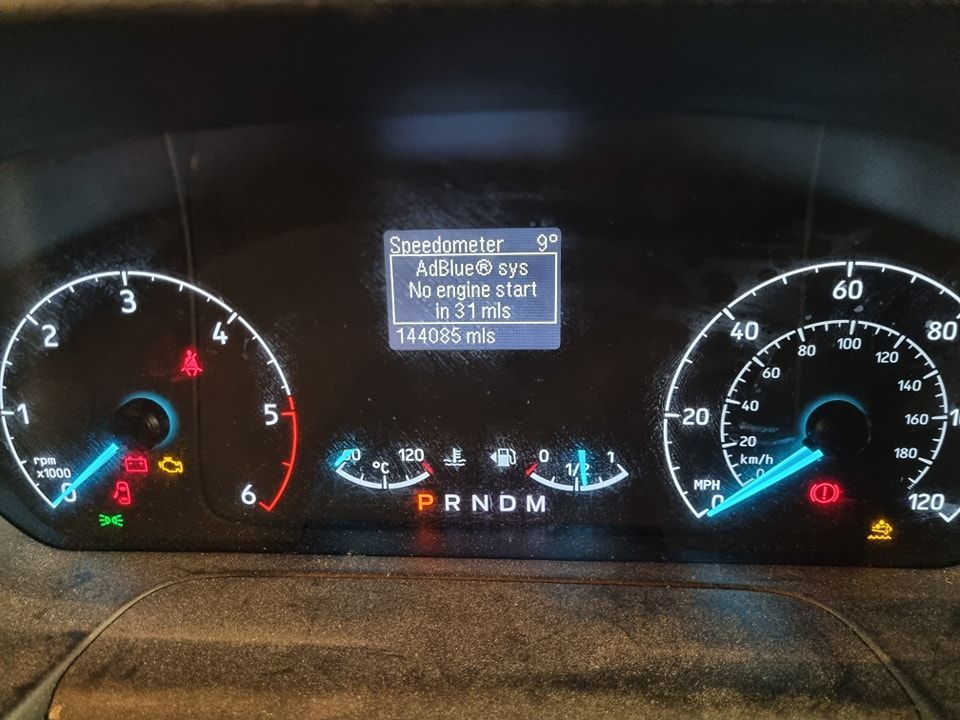 Speedometer 9°
AdBlue® sys
No engine start
in 31 mls
144085 mls
0 1 2 3 4 5 6
rpm
x1000
120
°C
0 1/2 1
P R N D M
0 20 40 60 80 120
MPH
0 20 40 60 80 100 120 140 160 180
km/h